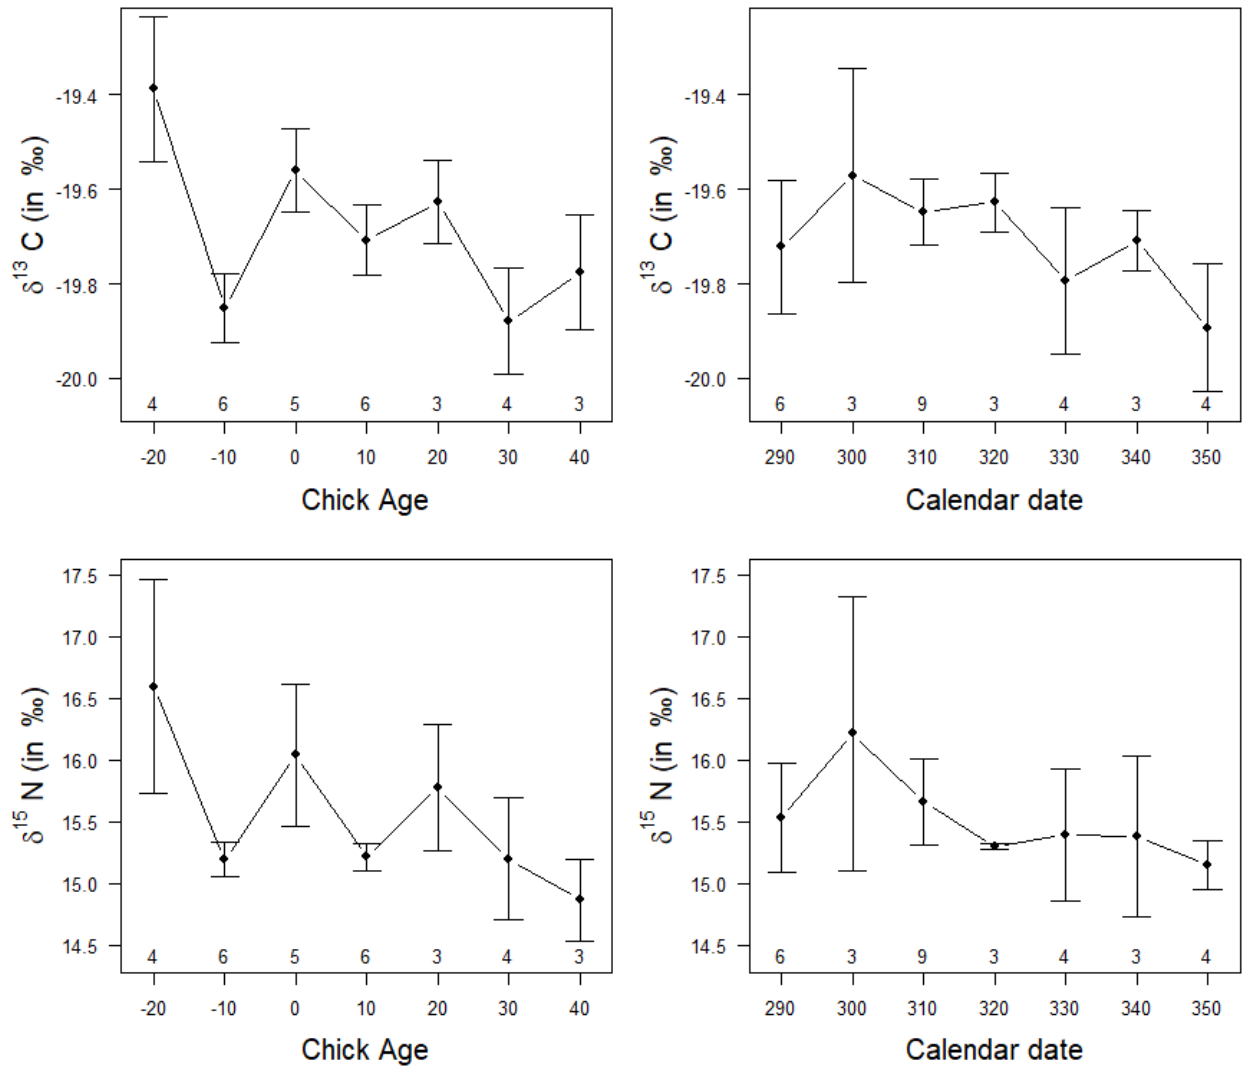 δ¹³ C (in ‰)
-19.4
-19.6
-19.8
-20.0
4 6 5 6 3 4 3
-20 -10 0 10 20 30 40
Chick Age
δ¹³ C (in ‰)
-19.4
-19.6
-19.8
-20.0
6 3 9 3 4 3 4
290 300 310 320 330 340 350
Calendar date
δ¹⁵ N (in ‰)
17.5
17.0
16.5
16.0
15.5
15.0
14.5
4 6 5 6 3 4 3
-20 -10 0 10 20 30 40
Chick Age
δ¹⁵ N (in ‰)
17.5
17.0
16.5
16.0
15.5
15.0
14.5
6 3 9 3 4 3 4
290 300 310 320 330 340 350
Calendar date